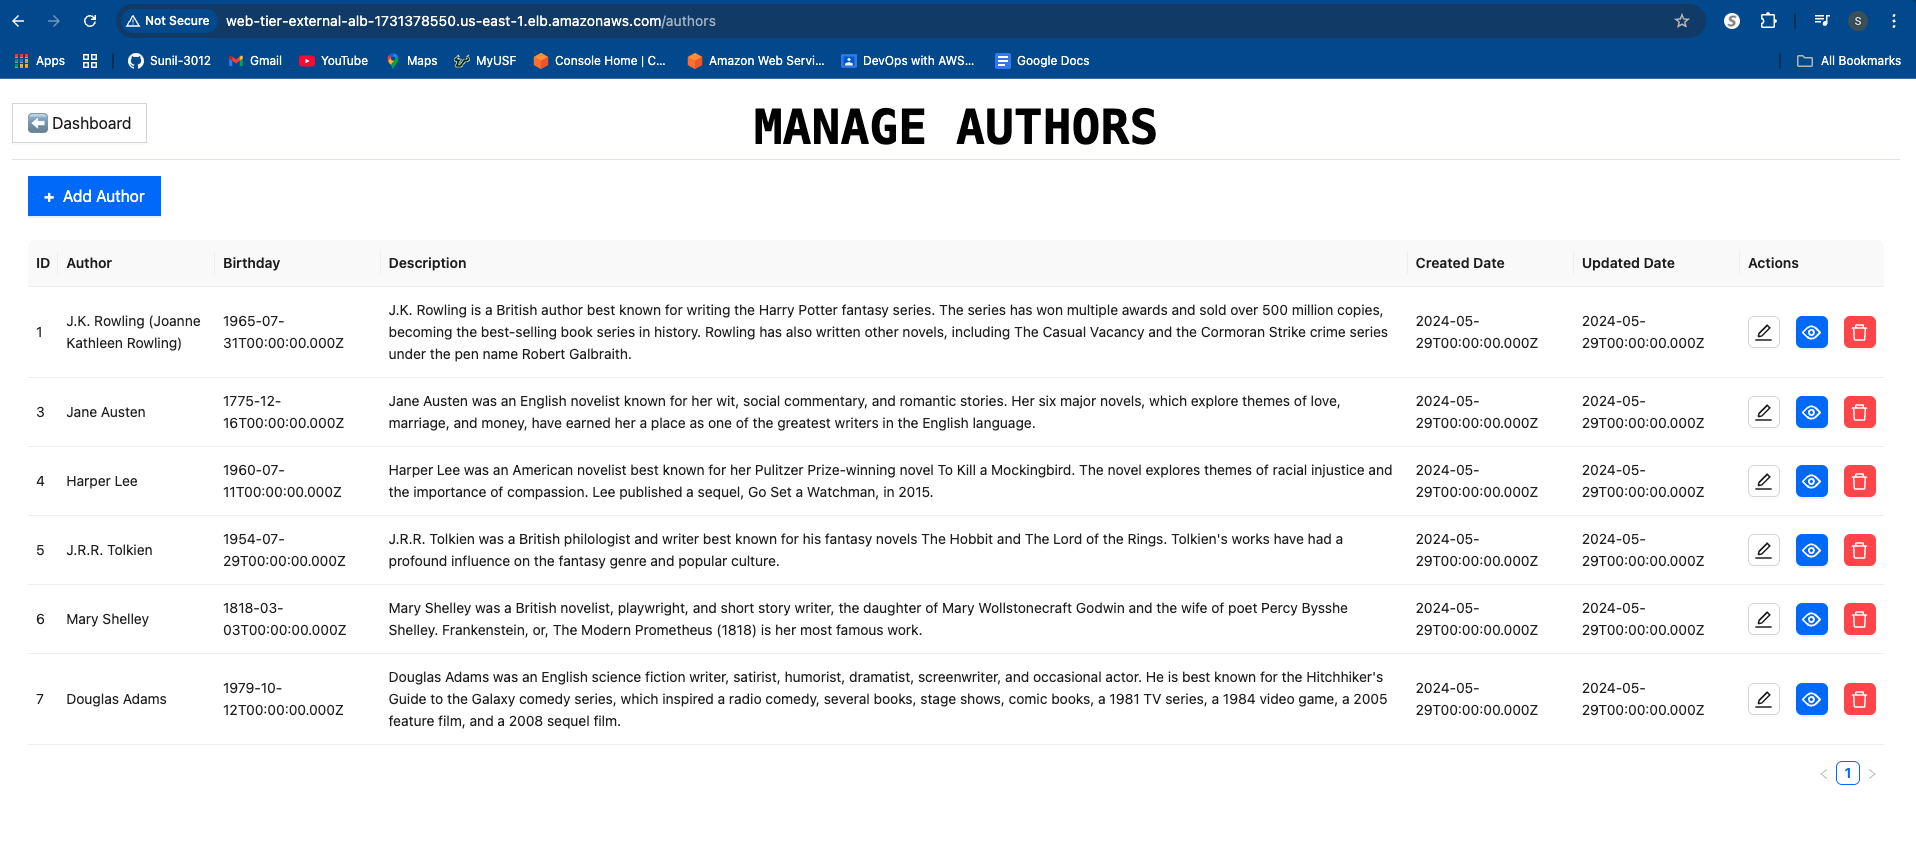 Not Secure web-tier-external-alb-1731378550.us-east-1.elb.amazonaws.com/authors S S
Apps Sunil-3012 Gmail YouTube Maps MyUSF Console Home | C... Amazon Web Servi... DevOps with AWS... Google Docs All Bookmarks
Dashboard
MANAGE AUTHORS
+ Add Author
ID Author Birthday Description Created Date Updated Date Actions
1
J.K. Rowling (Joanne
Kathleen Rowling)
1965-07-
31T00:00:00.000Z
J.K. Rowling is a British author best known for writing the Harry Potter fantasy series. The series has won multiple awards and sold over 500 million copies,
becoming the best-selling book series in history. Rowling has also written other novels, including The Casual Vacancy and the Cormoran Strike crime series
under the pen name Robert Galbraith.
2024-05-
29T00:00:00.000Z
2024-05-
29T00:00:00.000Z
3
Jane Austen
1775-12-
16T00:00:00.000Z
Jane Austen was an English novelist known for her wit, social commentary, and romantic stories. Her six major novels, which explore themes of love,
marriage, and money, have earned her a place as one of the greatest writers in the English language.
2024-05-
29T00:00:00.000Z
2024-05-
29T00:00:00.000Z
4
Harper Lee
1960-07-
11T00:00:00.000Z
Harper Lee was an American novelist best known for her Pulitzer Prize-winning novel To Kill a Mockingbird. The novel explores themes of racial injustice and
the importance of compassion. Lee published a sequel, Go Set a Watchman, in 2015.
2024-05-
29T00:00:00.000Z
2024-05-
29T00:00:00.000Z
5
J.R.R. Tolkien
1954-07-
29T00:00:00.000Z
J.R.R. Tolkien was a British philologist and writer best known for his fantasy novels The Hobbit and The Lord of the Rings. Tolkien's works have had a
profound influence on the fantasy genre and popular culture.
2024-05-
29T00:00:00.000Z
2024-05-
29T00:00:00.000Z
6
Mary Shelley
1818-03-
03T00:00:00.000Z
Mary Shelley was a British novelist, playwright, and short story writer, the daughter of Mary Wollstonecraft Godwin and the wife of poet Percy Bysshe
Shelley. Frankenstein, or, The Modern Prometheus (1818) is her most famous work.
2024-05-
29T00:00:00.000Z
2024-05-
29T00:00:00.000Z
7
Douglas Adams
1979-10-
12T00:00:00.000Z
Douglas Adams was an English science fiction writer, satirist, humorist, dramatist, screenwriter, and occasional actor. He is best known for the Hitchhiker's
Guide to the Galaxy comedy series, which inspired a radio comedy, several books, stage shows, comic books, a 1981 TV series, a 1984 video game, a 2005
feature film, and a 2008 sequel film.
2024-05-
29T00:00:00.000Z
2024-05-
29T00:00:00.000Z
< 1 >